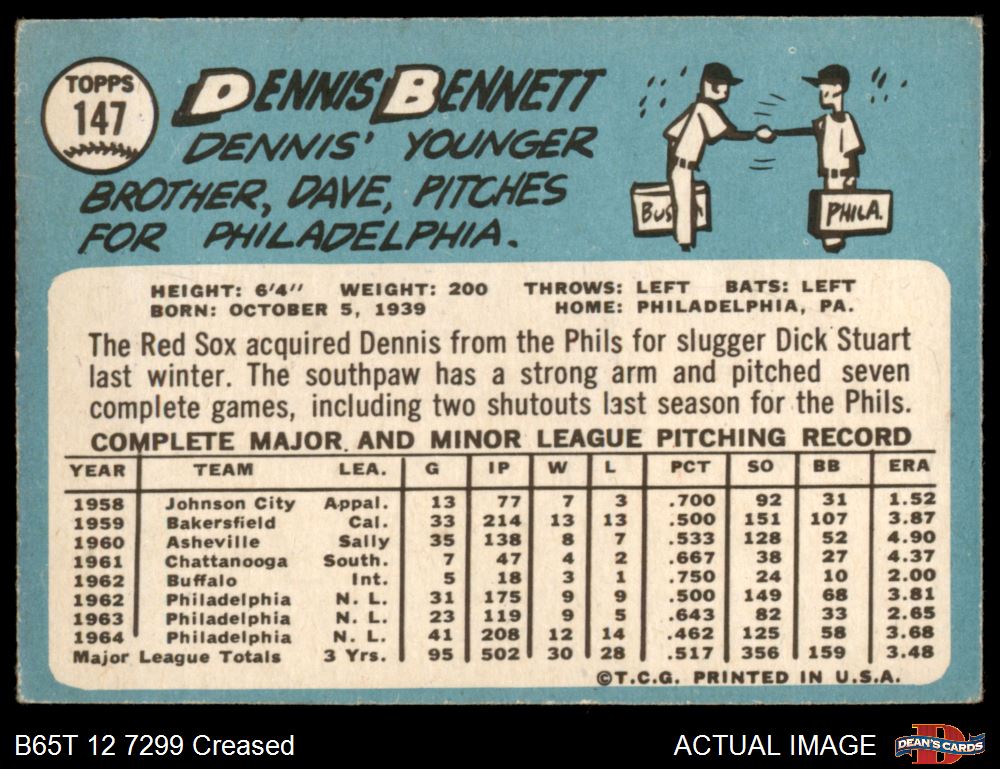 TOPPS
147
DENNIS BENNETT
DENNIS' YOUNGER
BROTHER, DAVE, PITCHES
FOR PHILADELPHIA.
PHILA.
HEIGHT: 6'4" WEIGHT: 200 THROWS: LEFT BATS: LEFT
BORN: OCTOBER 5, 1939 HOME: PHILADELPHIA, PA.
The Red Sox acquired Dennis from the Phils for slugger Dick Stuart
last winter. The southpaw has a strong arm and pitched seven
complete games, including two shutouts last season for the Phils.
COMPLETE MAJOR AND MINOR LEAGUE PITCHING RECORD
YEAR TEAM LEA. G IP W L PCT SO BB ERA
1958 Johnson City Appal. 13 77 7 3 .700 92 31 1.52
1959 Bakersfield Cal. 33 214 13 13 .500 151 107 3.87
1960 Asheville Sally 35 138 8 7 .533 128 52 4.90
1961 Chattanooga South. 7 47 4 2 .667 38 27 4.37
1962 Buffalo Int. 5 18 3 1 .750 24 10 2.00
1962 Philadelphia N. L. 31 175 9 9 .500 149 68 3.81
1963 Philadelphia N. L. 23 119 9 5 .643 82 33 2.65
1964 Philadelphia N. L. 41 208 12 14 .462 125 58 3.68
Major League Totals 3 Yrs. 95 502 30 28 .517 356 159 3.48
©T.C.G. PRINTED IN U.S.A.
B65T 12 7299 Creased
ACTUAL IMAGE
DEAN'S CARDS